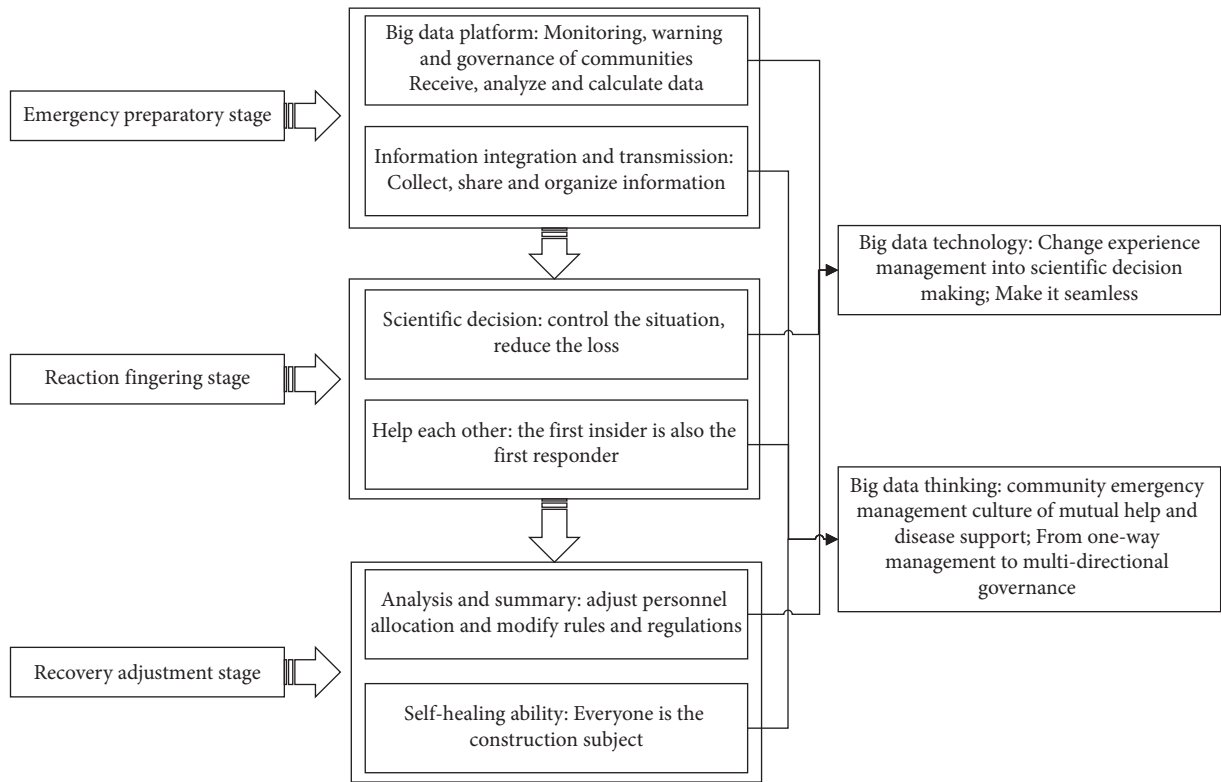 Big data platform: Monitoring, warning
and governance of communities
Receive, analyze and calculate data
Emergency preparatory stage
Information integration and transmission:
Collect, share and organize information
Big data technology: Change experience
management into scientific decision
making; Make it seamless
Scientific decision: control the situation,
reduce the loss
Reaction fingering stage
Help each other: the first insider is also the
first responder
Big data thinking: community emergency
management culture of mutual help and
disease support; From one-way
management to multi-directional
governance
Analysis and summary: adjust personnel
allocation and modify rules and regulations
Recovery adjustment stage
Self-healing ability: Everyone is the
construction subject